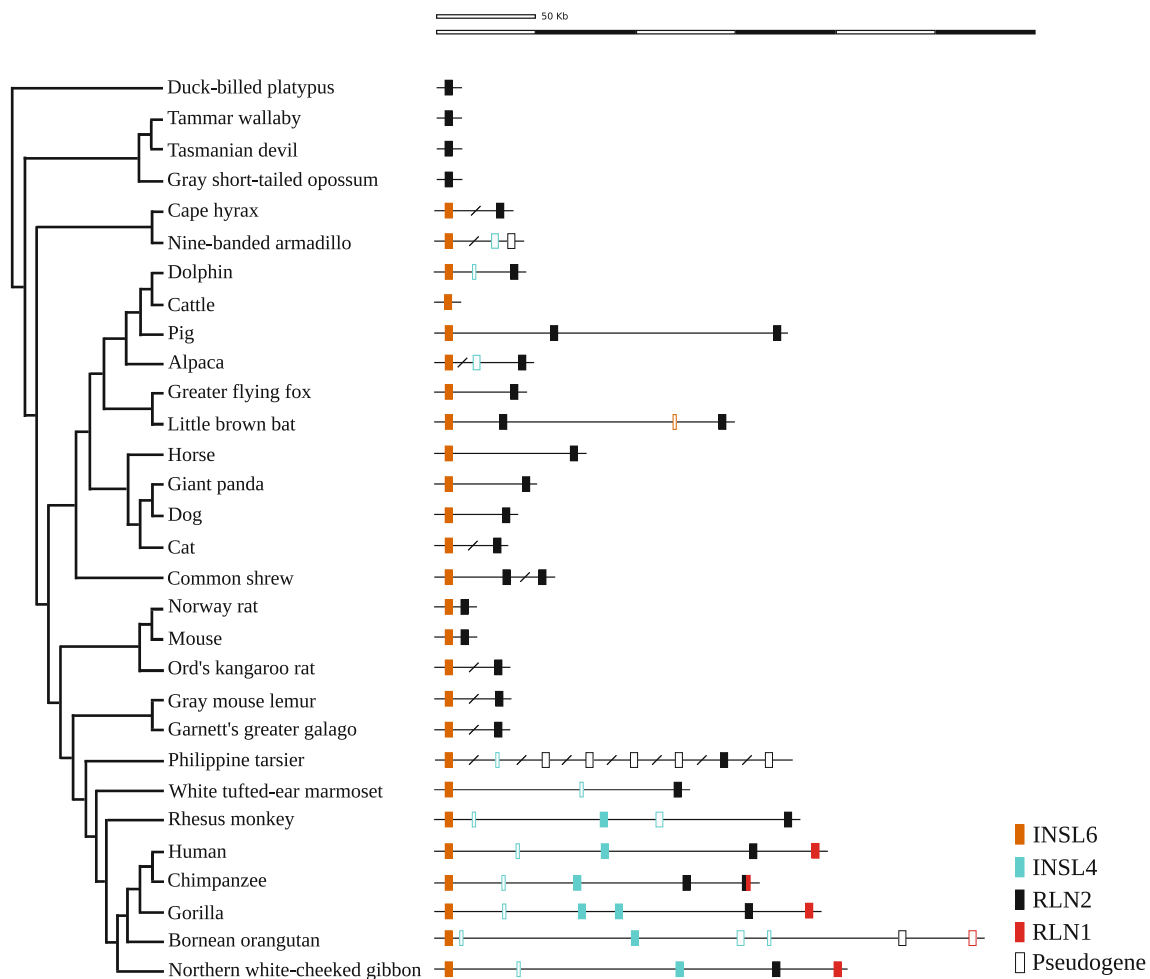 50 Kb
Duck-billed platypus
Tammar wallaby
Tasmanian devil
Gray short-tailed opossum
Cape hyrax
Nine-banded armadillo
Dolphin
Cattle
Pig
Alpaca
Greater flying fox
Little brown bat
Horse
Giant panda
Dog
Cat
Common shrew
Norway rat
Mouse
Ord's kangaroo rat
Gray mouse lemur
Garnett's greater galago
Philippine tarsier
White tufted-ear marmoset
Rhesus monkey
Human
Chimpanzee
Gorilla
Bornean orangutan
Northern white-cheeked gibbon
INSL6
INSL4
RLN2
RLN1
Pseudogene